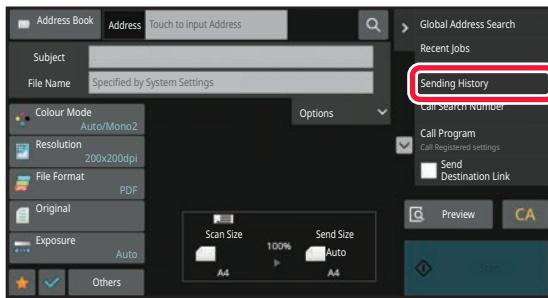 Address Book
Address
Touch to input Address
Subject
File Name
Specified by System Settings
Colour Mode
Auto/Mono2
Resolution
200x200dpi
File Format
PDF
Original
Exposure
Auto
Others
Options
Scan Size
A4
100%
Send Size
Auto
A4
Global Address Search
Recent Jobs
Sending History
Call Search Number
Call Program
Call Registered settings
Send
Destination Link
Preview
CA
Start